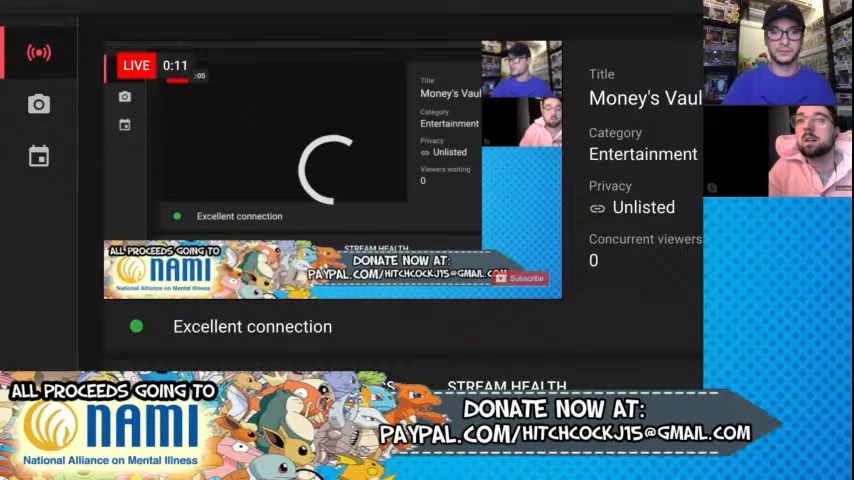 LIVE 0:11
:05
Title
Money's Vaul
Category
Entertainment
Privacy
Unlisted
Viewers waiting
0
Excellent connection
STREAM HEALTH
ALL PROCEEDS GOING TO
NAMI
National Alliance on Mental Illness
DONATE NOW AT:
PAYPAL.COM/HITCHCOCKJ15@GMAIL.COM
Subscribe
Title
Money's Vaul
Category
Entertainment
Privacy
Unlisted
Concurrent viewers
0
Excellent connection
STREAM HEALTH
ALL PROCEEDS GOING TO
NAMI
National Alliance on Mental Illness
DONATE NOW AT:
PAYPAL.COM/HITCHCOCKJ15@GMAIL.COM